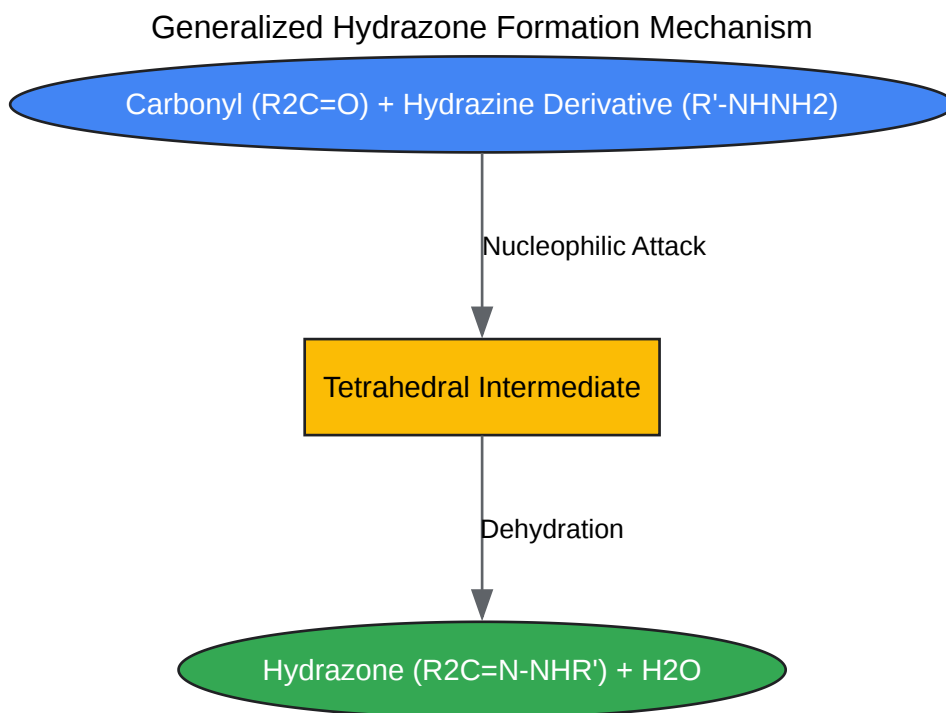 Generalized Hydrazone Formation Mechanism
Carbonyl (R2C=O) + Hydrazine Derivative (R'-NHNH2)
Nucleophilic Attack
Tetrahedral Intermediate
Dehydration
Hydrazone (R2C=N-NHR') + H2O